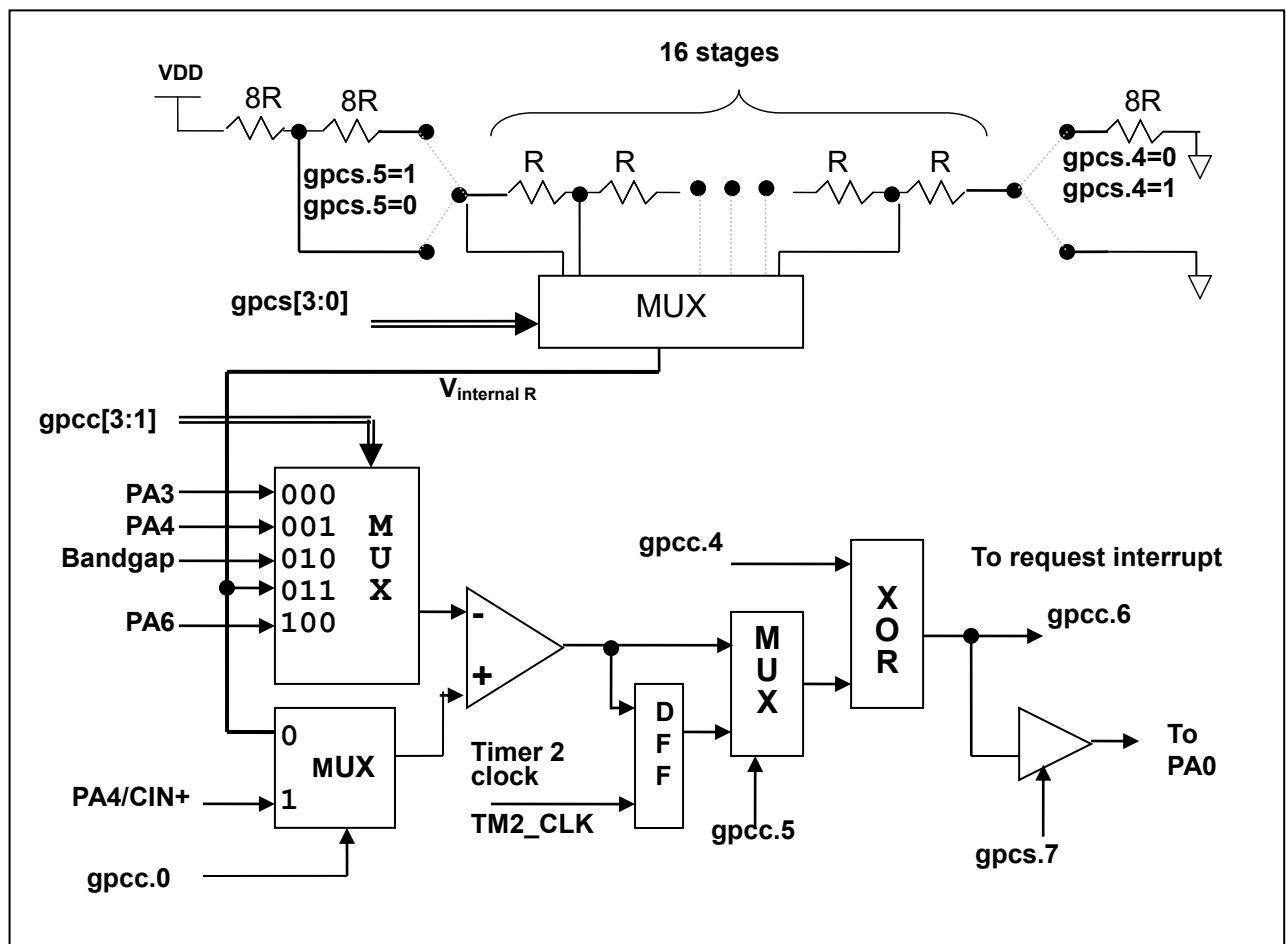 16 stages
VDD
8R
8R
8R
gpcs.5=1
gpcs.5=0
R
R
R
R
gpcs.4=0
gpcs.4=1
gpcs[3:0]
MUX
Vinternal R
gpcc[3:1]
PA3
000
PA4
001
Bandgap
010
011
PA6
100
M
U
X
-
+
gpcc.4
To request interrupt
X
O
R
gpcc.6
M
U
X
D
F
F
0
MUX
PA4/CIN+
1
Timer 2
clock
TM2_CLK
gpcc.5
To
PA0
gpcs.7
gpcc.0